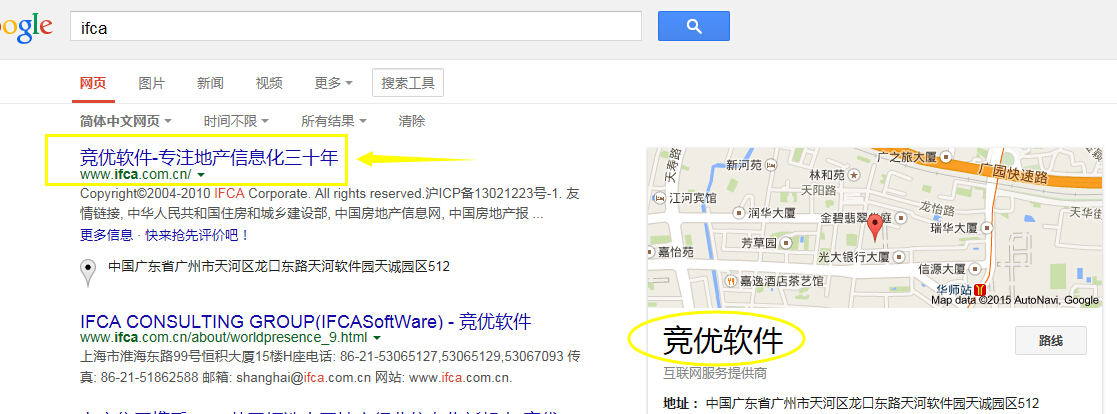 ogle
ifca
网页 图片 新闻 视频 更多 搜索工具
简体中文网页 时间不限 所有结果 清除
竞优软件-专注地产信息化三十年
www.ifca.com.cn/
Copyright©2004-2010 IFCA Corporate. All rights reserved.沪ICP备13021223号-1. 友
情链接, 中华人民共和国住房和城乡建设部, 中国房地产信息网, 中国房地产报 ...
更多信息 · 快来抢先评价吧！
中国广东省广州市天河区龙口东路天河软件园天诚园区512
IFCA CONSULTING GROUP(IFCASoftWare) - 竞优软件
www.ifca.com.cn/about/worldpresence_9.html
上海市淮海东路99号恒积大厦15楼H座电话: 86-21-53065127,53065129,53067093 传
真: 86-21-51862588 邮箱: shanghai@ifca.com.cn 网站: www.ifca.com.cn.
天寿路
新河苑
广之旅大厦
广园快速路
林和苑
天阳路
江河宾馆
润华大厦
金碧翡翠华庭
龙怡路
天华街
瑞华大厦
芳草园
嘉怡苑
光大银行大厦
信源大厦
嘉逸酒店茶艺馆
华师站
Map data ©2015 AutoNavi, Google
竞优软件
路线
互联网服务提供商
地址： 中国广东省广州市天河区龙口东路天河软件园天诚园区512